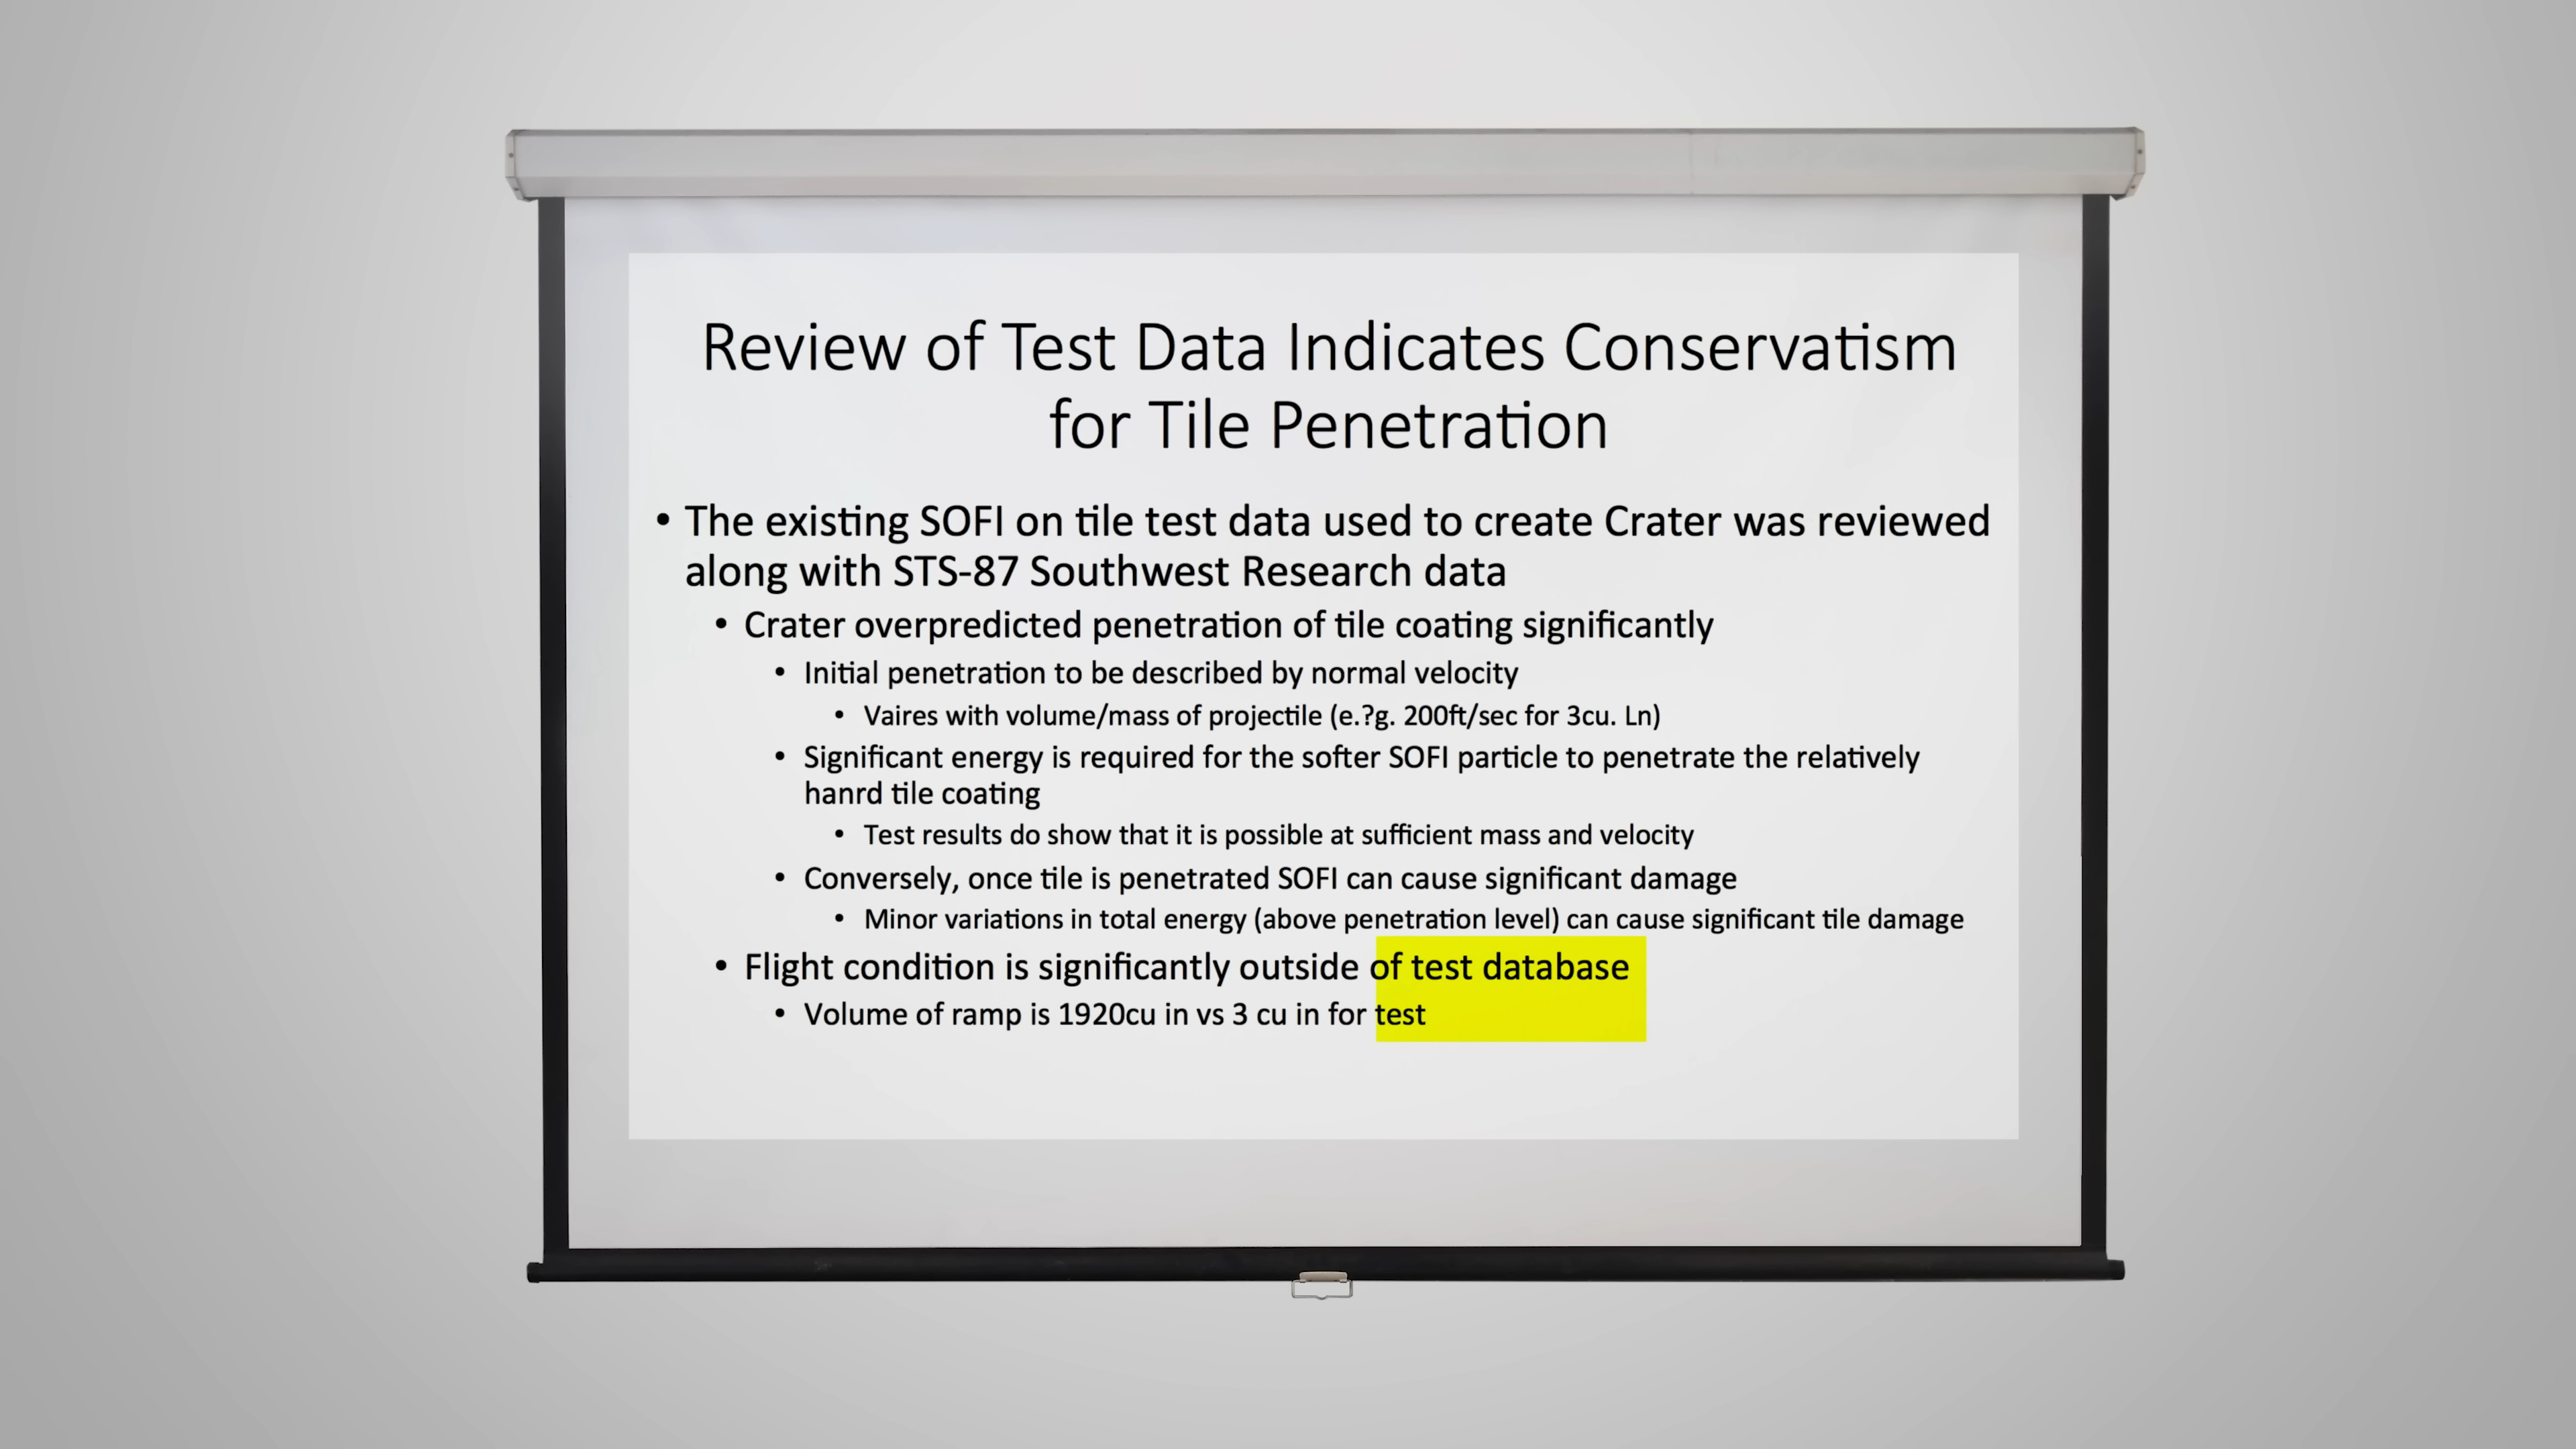 Review of Test Data Indicates Conservatism
for Tile Penetration
• The existing SOFI on tile test data used to create Crater was reviewed
along with STS-87 Southwest Research data
• Crater overpredicted penetration of tile coating significantly
• Initial penetration to be described by normal velocity
• Vaires with volume/mass of projectile (e.?g. 200ft/sec for 3cu. Ln)
• Significant energy is required for the softer SOFI particle to penetrate the relatively
hanrd tile coating
• Test results do show that it is possible at sufficient mass and velocity
• Conversely, once tile is penetrated SOFI can cause significant damage
• Minor variations in total energy (above penetration level) can cause significant tile damage
• Flight condition is significantly outside of test database
• Volume of ramp is 1920cu in vs 3 cu in for test